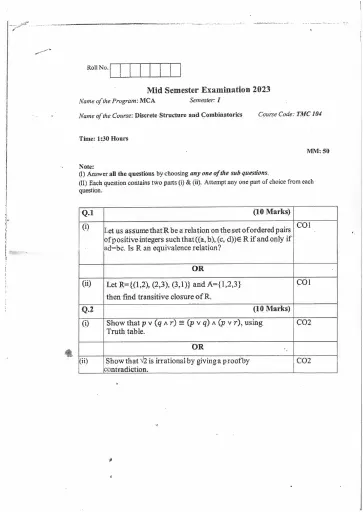 Roll No.
Mid Semester Examination 2023
Name of the Program: MCA Semester: I
Name of the Course: Discrete Structure and Combinatorics Course Code: TMC 104
Time: 1:30 Hours
MM: 50
Note:
(I) Answer all the questions by choosing any one of the sub questions.
(II) Each question contains two parts (i) & (ii). Attempt any one part of choice from each
question.
Q.1 (10 Marks)
(i) Let us assume that R be a relation on the set of ordered pairs CO1
of positive integers such that ((a, b), (c, d))∈ R if and only if
ad=bc. Is R an equivalence relation?
OR
(ii) Let R={(1,2), (2,3), (3,1)} and A={1,2,3} CO1
then find transitive closure of R.
Q.2 (10 Marks)
(i) Show that p ∨ (q ∧ r) ≡ (p ∨ q) ∧ (p ∨ r), using CO2
Truth table.
OR
(ii) Show that √2 is irrational by giving a proof by CO2
contradiction.